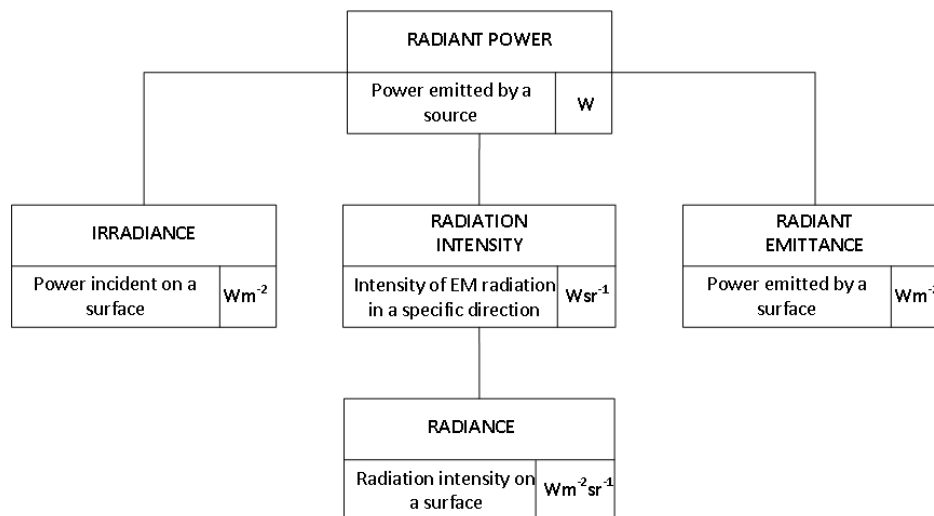 RADIANT POWER
Power emitted by a
source
W
IRRADIANCE
Power incident on a
surface
Wm⁻²
RADIATION
INTENSITY
Intensity of EM radiation
in a specific direction
Wsr⁻¹
RADIANT
EMITTANCE
Power emitted by a
surface
Wm⁻²
RADIANCE
Radiation intensity on
a surface
Wm⁻²sr⁻¹